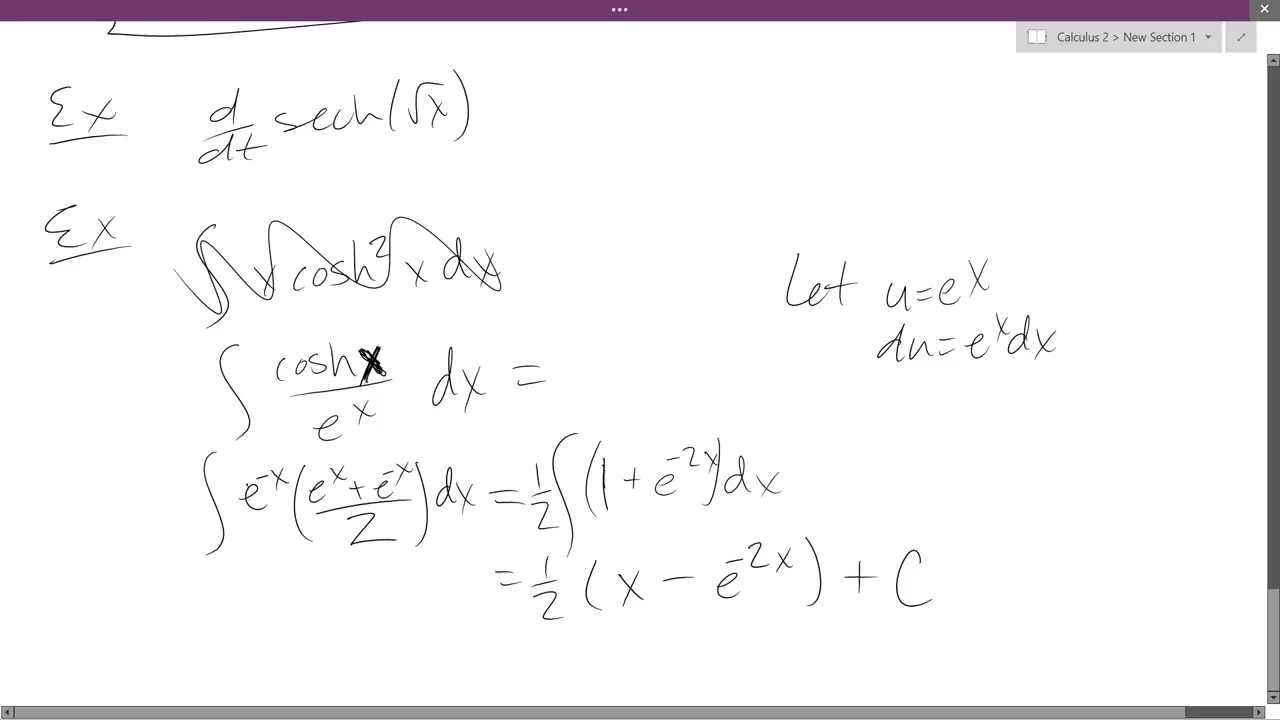 Calculus 2 > New Section 1
Ex d/dt sech(√x)
Ex ∫ x cosh² x dx
Let u = e^x
du = e^x dx
∫ cosh x / e^x dx =
∫ e^-x (e^x + e^-x / 2) dx = 1/2 ∫ (1 + e^-2x) dx
= 1/2 (x - e^-2x) + C